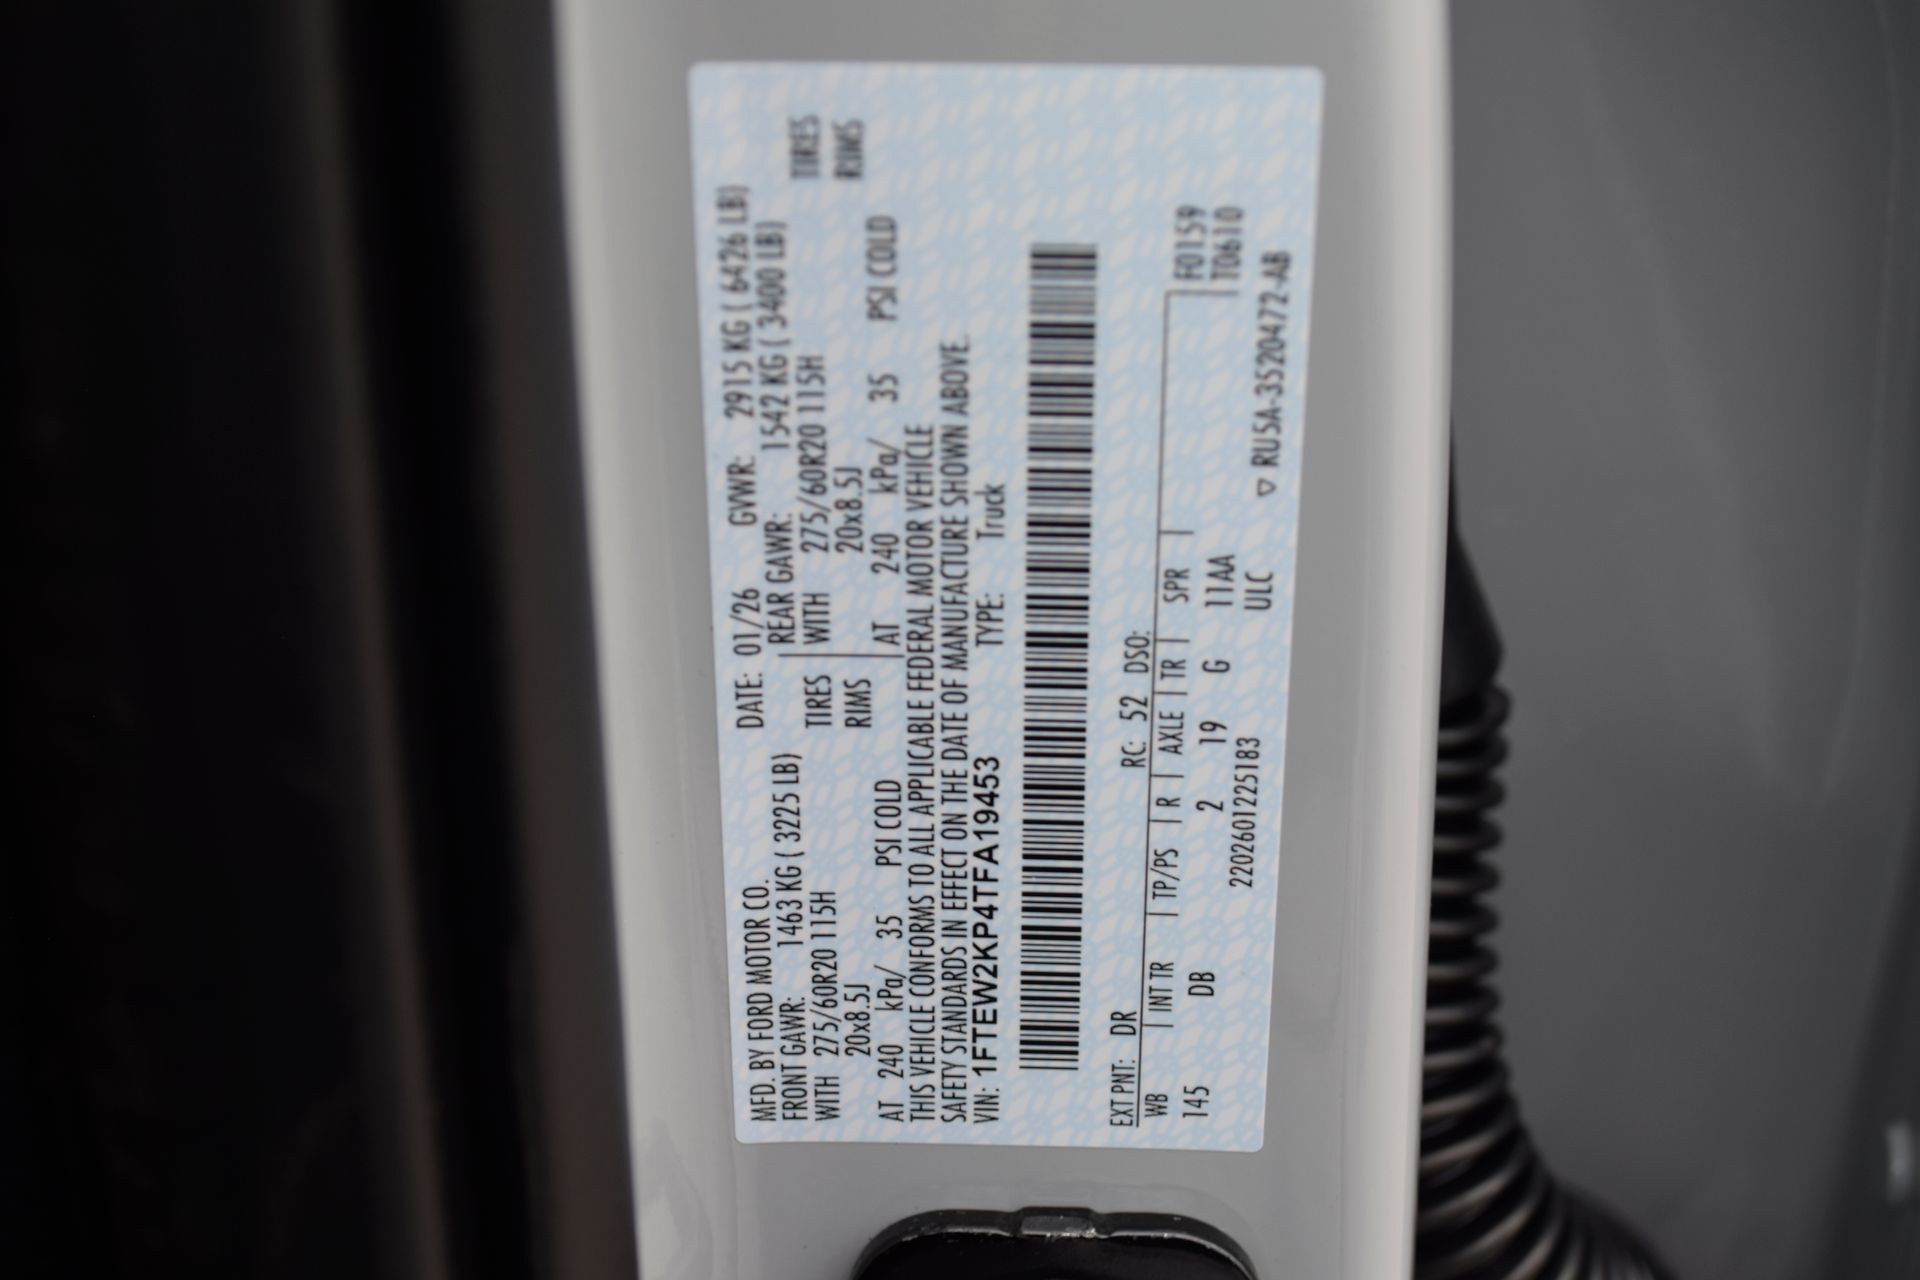 MFD. BY FORD MOTOR CO. DATE: 01/26 GVWR: 2915 KG ( 6426 LB)
FRONT GAWR: 1463 KG ( 3225 LB) REAR GAWR: 1542 KG ( 3400 LB)
WITH 275/60R20 115H TIRES WITH 275/60R20 115H TIRES
20x8.5J RIMS 20x8.5J RIMS
AT 240 kPa/ 35 PSI COLD AT 240 kPa/ 35 PSI COLD
THIS VEHICLE CONFORMS TO ALL APPLICABLE FEDERAL MOTOR VEHICLE
SAFETY STANDARDS IN EFFECT ON THE DATE OF MANUFACTURE SHOWN ABOVE.
VIN: 1FTEW2KP4TFA19453 TYPE: Truck
EXT PNT: DR RC: 52 DSO:
WB INT TR TP/PS R AXLE TR SPR F0159
145 DB 2 19 G 11AA T0610
2202601225183 ULC
▽ RU5A-3520472-AB